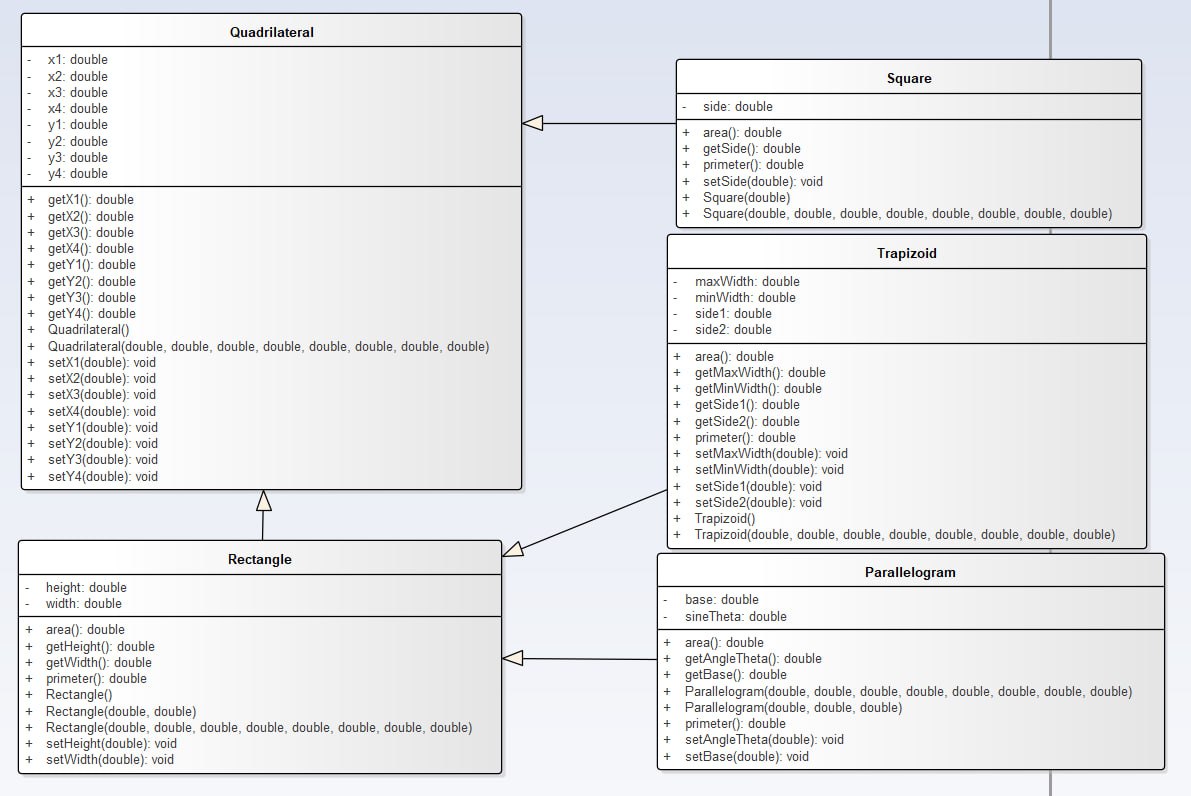 Quadrilateral
- x1: double
- x2: double
- x3: double
- x4: double
- y1: double
- y2: double
- y3: double
- y4: double
+ getX1(): double
+ getX2(): double
+ getX3(): double
+ getX4(): double
+ getY1(): double
+ getY2(): double
+ getY3(): double
+ getY4(): double
+ Quadrilateral()
+ Quadrilateral(double, double, double, double, double, double, double, double)
+ setX1(double): void
+ setX2(double): void
+ setX3(double): void
+ setX4(double): void
+ setY1(double): void
+ setY2(double): void
+ setY3(double): void
+ setY4(double): void
Square
- side: double
+ area(): double
+ getSide(): double
+ primeter(): double
+ setSide(double): void
+ Square(double)
+ Square(double, double, double, double, double, double, double, double)
Trapizoid
- maxWidth: double
- minWidth: double
- side1: double
- side2: double
+ area(): double
+ getMaxWidth(): double
+ getMinWidth(): double
+ getSide1(): double
+ getSide2(): double
+ primeter(): double
+ setMaxWidth(double): void
+ setMinWidth(double): void
+ setSide1(double): void
+ setSide2(double): void
+ Trapizoid()
+ Trapizoid(double, double, double, double, double, double, double, double)
Rectangle
- height: double
- width: double
+ area(): double
+ getHeight(): double
+ getWidth(): double
+ primeter(): double
+ Rectangle()
+ Rectangle(double, double)
+ Rectangle(double, double, double, double, double, double, double, double)
+ setHeight(double): void
+ setWidth(double): void
Parallelogram
- base: double
- sineTheta: double
+ area(): double
+ getAngleTheta(): double
+ getBase(): double
+ Parallelogram(double, double, double, double, double, double, double, double)
+ Parallelogram(double, double, double)
+ primeter(): double
+ setAngleTheta(double): void
+ setBase(double): void